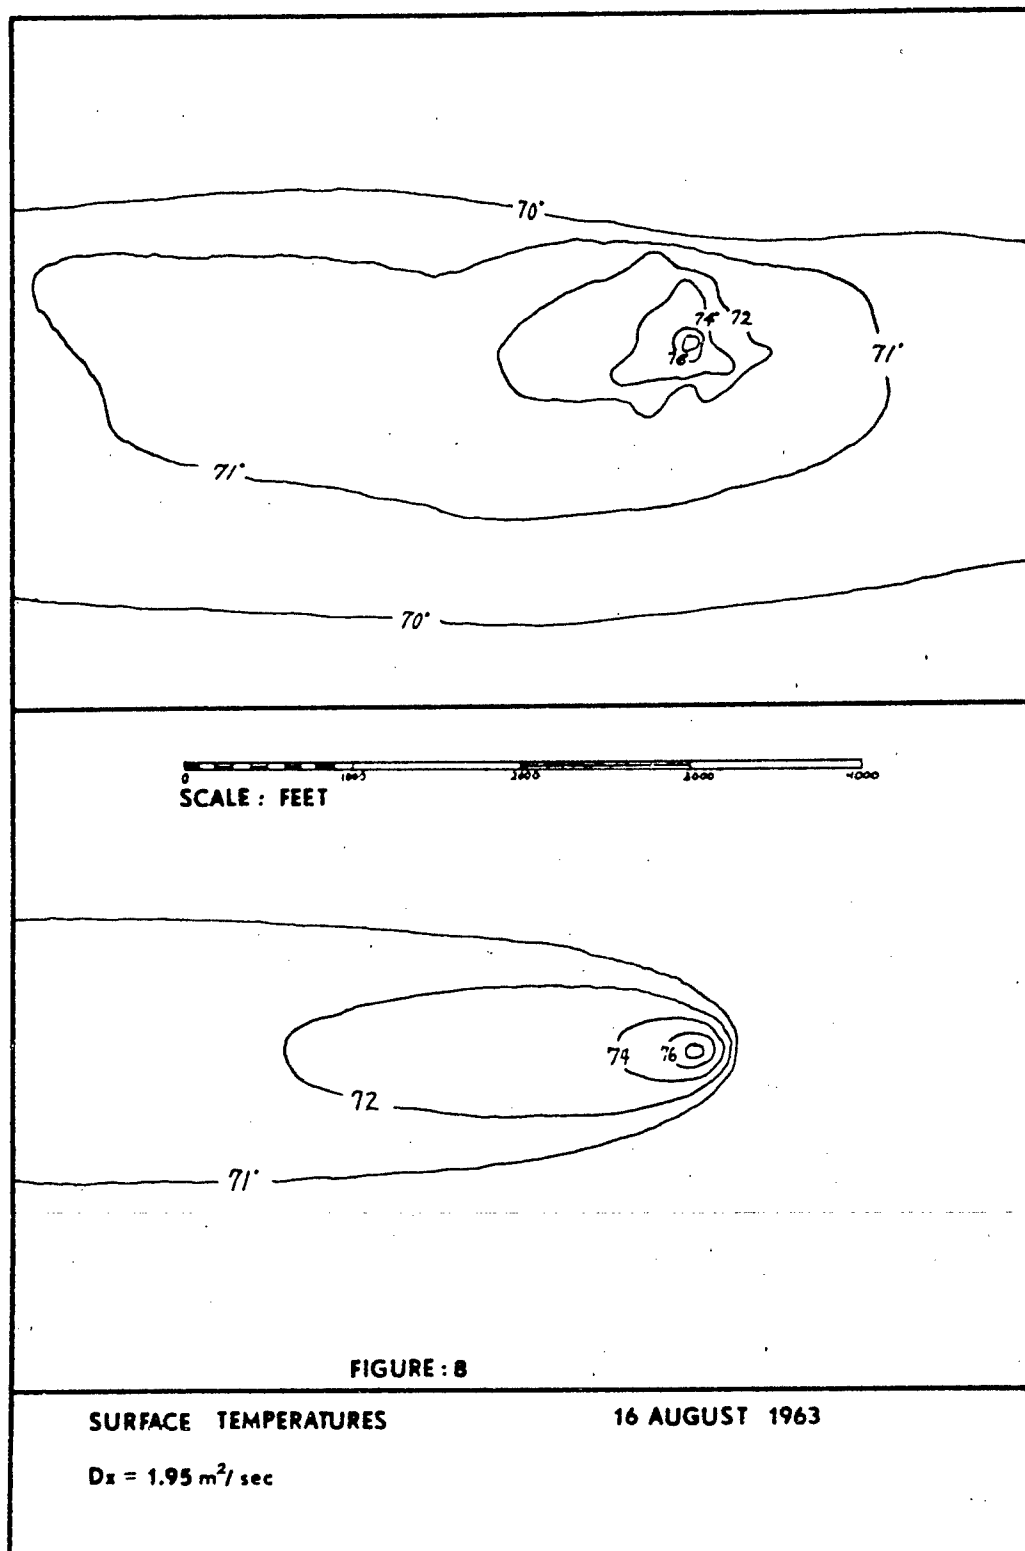 70°
74°
72
76
71°
71°
70°
0 1000 2000 3000 4000
SCALE : FEET
74
76
72
71°
FIGURE : 8
SURFACE TEMPERATURES
16 AUGUST 1963
Dx = 1.95 m²/ sec